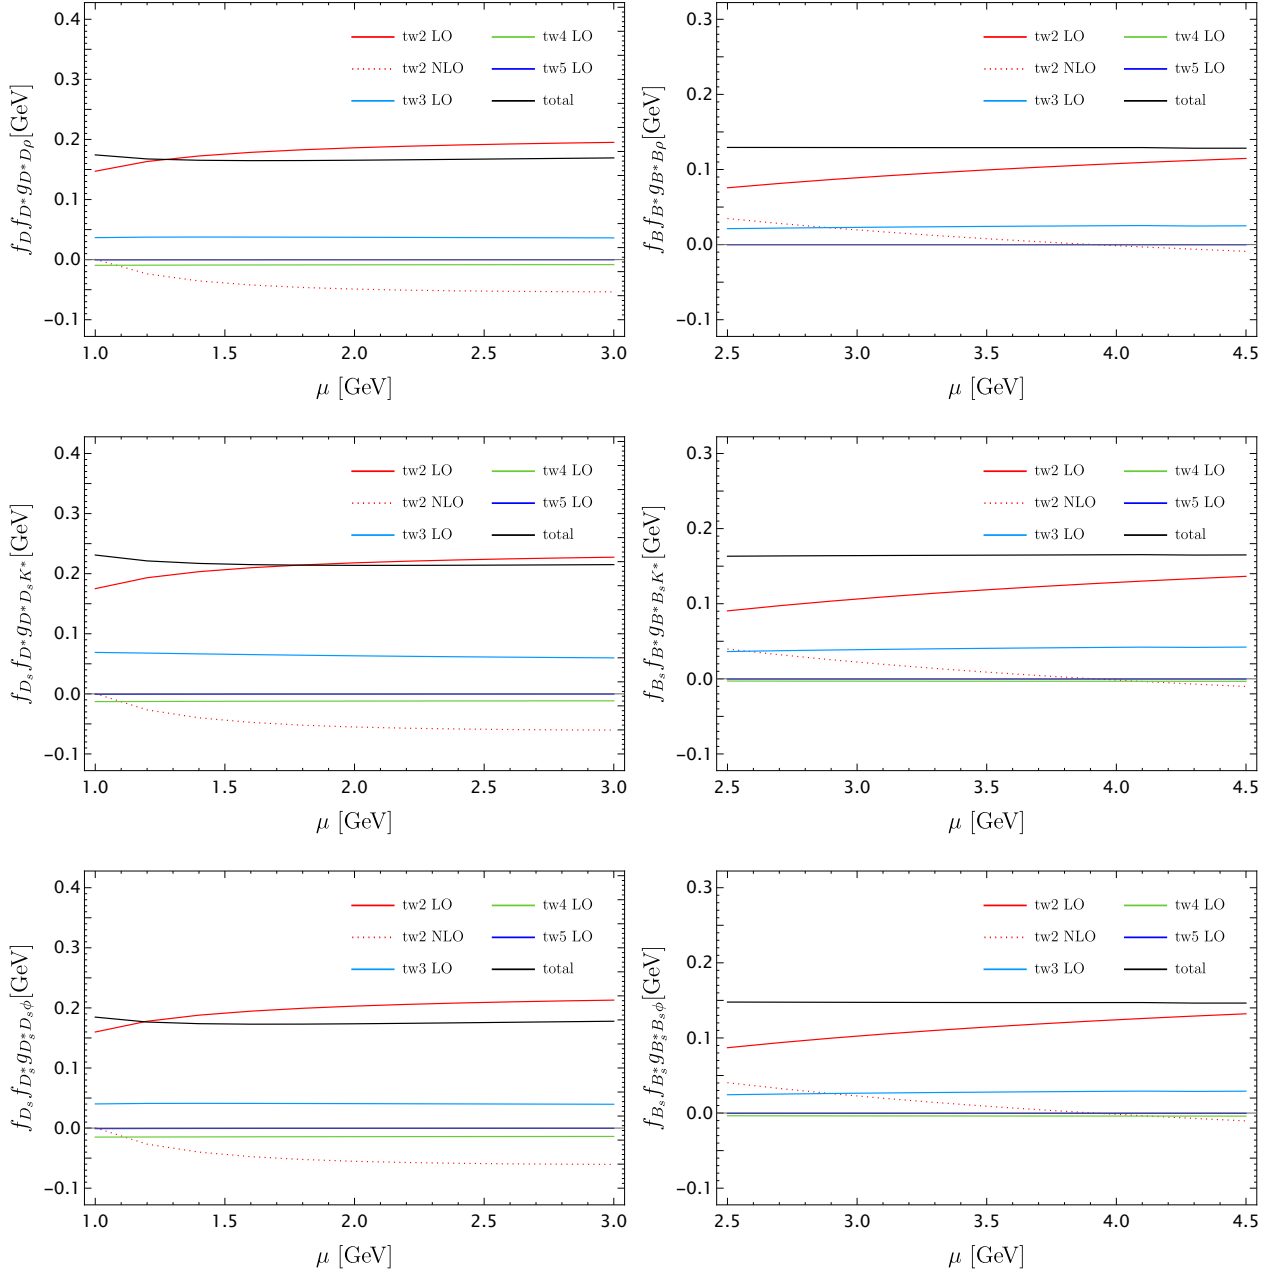 f_D f_{D*} g_{D*Dρ}[GeV]
0.4
0.3
0.2
0.1
0.0
−0.1
tw2 LO
tw4 LO
tw2 NLO
tw5 LO
tw3 LO
total
1.0 1.5 2.0 2.5 3.0
μ [GeV]
f_B f_{B*} g_{B*Bρ}[GeV]
0.3
0.2
0.1
0.0
−0.1
tw2 LO
tw4 LO
tw2 NLO
tw5 LO
tw3 LO
total
2.5 3.0 3.5 4.0 4.5
μ [GeV]
f_{D_s} f_{D*} g_{D*D_sK*}[GeV]
0.4
0.3
0.2
0.1
0.0
−0.1
tw2 LO
tw4 LO
tw2 NLO
tw5 LO
tw3 LO
total
1.0 1.5 2.0 2.5 3.0
μ [GeV]
f_{B_s} f_{B*} g_{B*B_sK*}[GeV]
0.3
0.2
0.1
0.0
−0.1
tw2 LO
tw4 LO
tw2 NLO
tw5 LO
tw3 LO
total
2.5 3.0 3.5 4.0 4.5
μ [GeV]
f_{D_s} f_{D_s*} g_{D_s*D_sφ}[GeV]
0.4
0.3
0.2
0.1
0.0
−0.1
tw2 LO
tw4 LO
tw2 NLO
tw5 LO
tw3 LO
total
1.0 1.5 2.0 2.5 3.0
μ [GeV]
f_{B_s} f_{B_s*} g_{B_s*B_sφ}[GeV]
0.3
0.2
0.1
0.0
−0.1
tw2 LO
tw4 LO
tw2 NLO
tw5 LO
tw3 LO
total
2.5 3.0 3.5 4.0 4.5
μ [GeV]